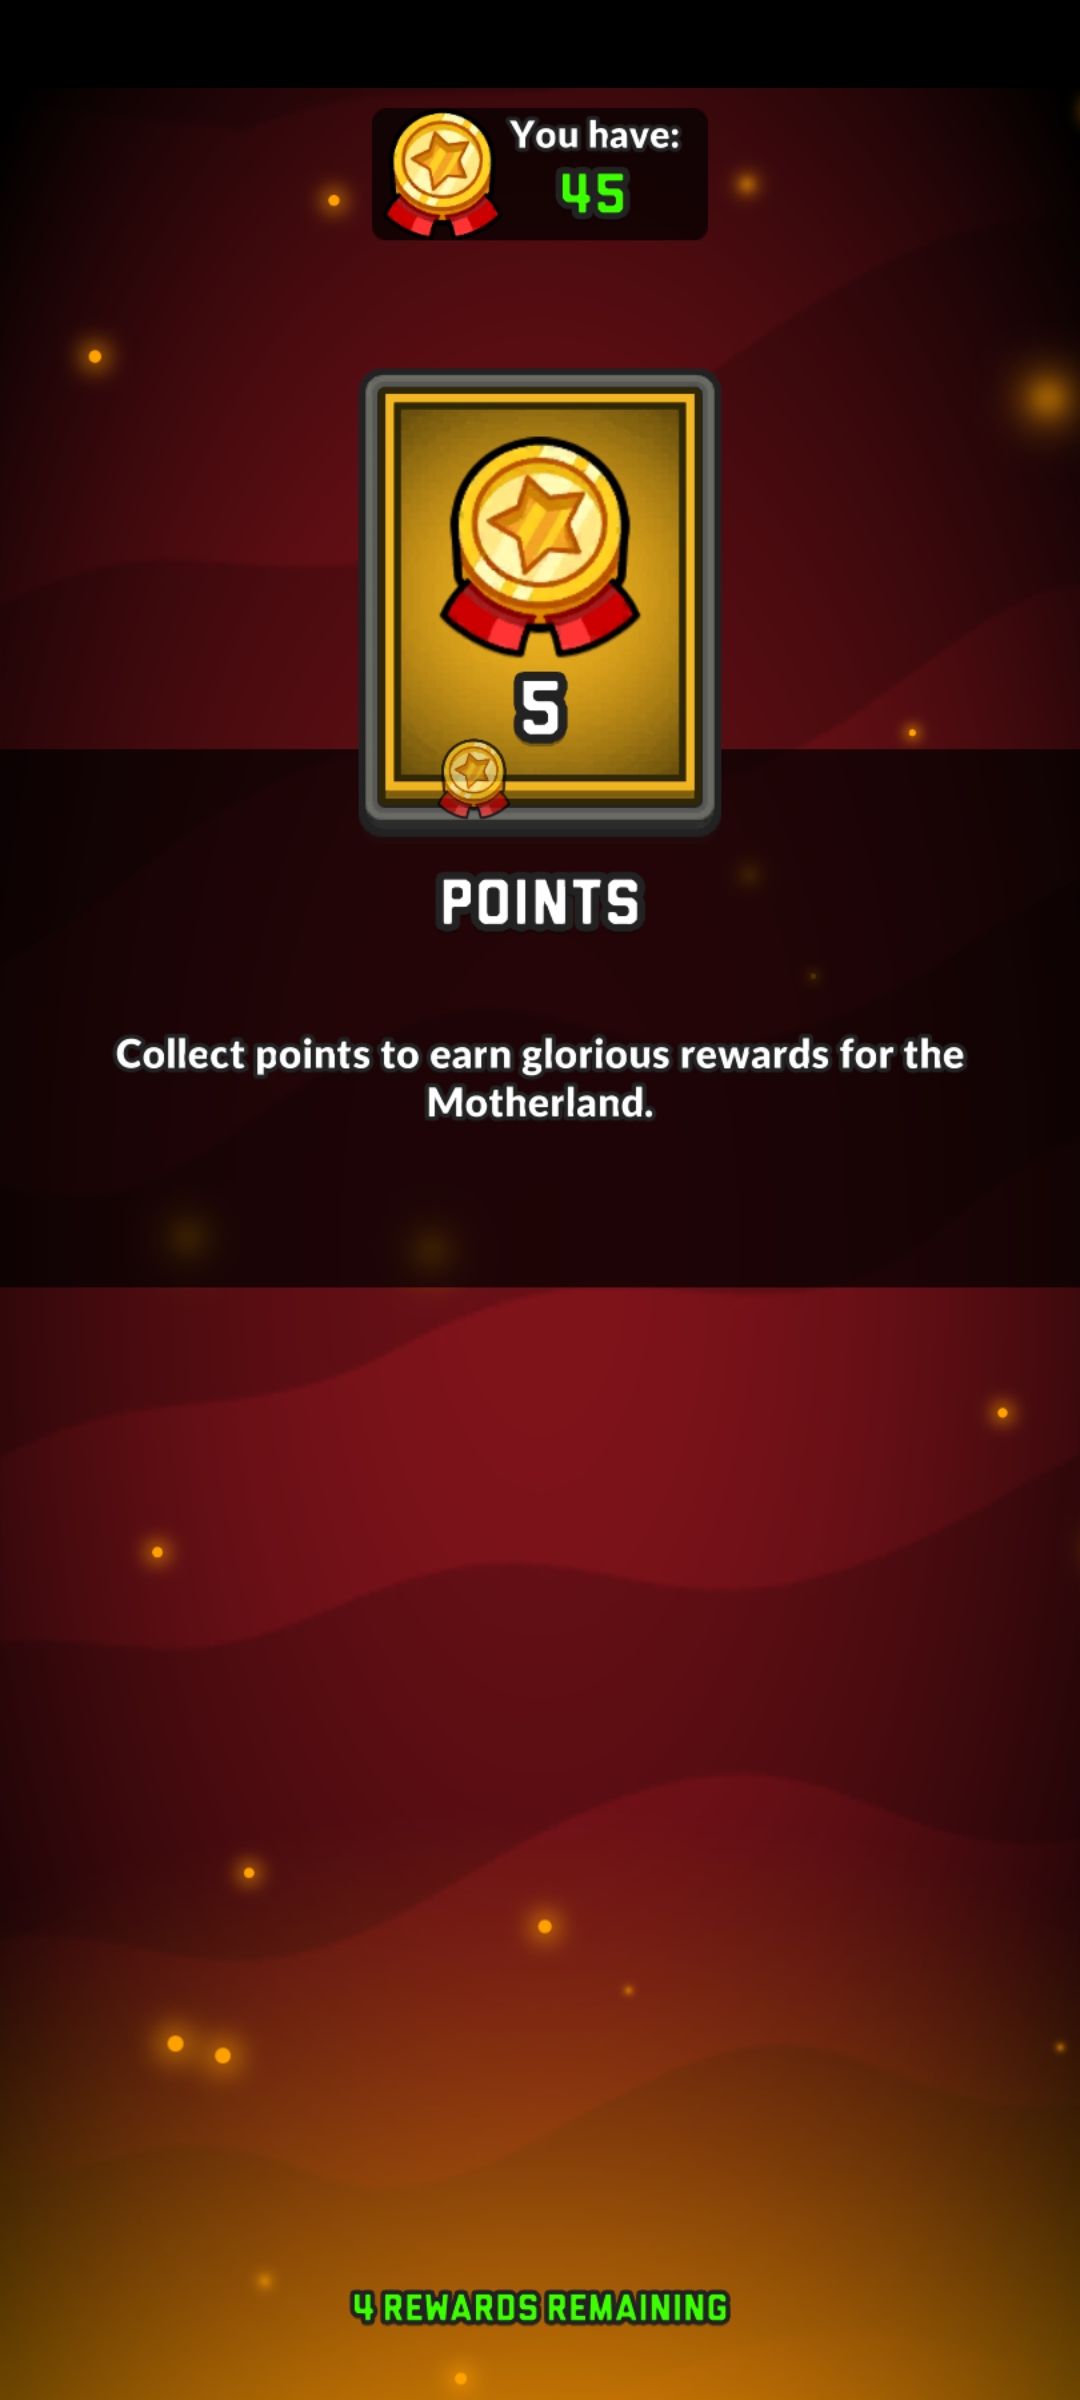 You have:
45
5
POINTS
Collect points to earn glorious rewards for the
Motherland.
4 REWARDS REMAINING